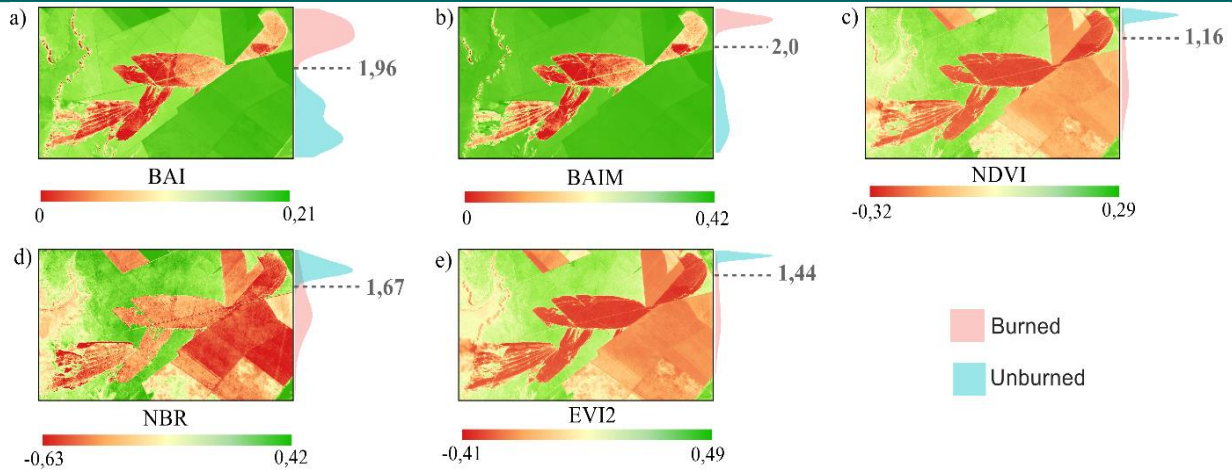 a)
1,96
BAI
0
0,21
b)
2,0
BAIM
0
0,42
c)
1,16
NDVI
-0,32
0,29
d)
1,67
NBR
-0,63
0,42
e)
1,44
EVI2
-0,41
0,49
Burned
Unburned